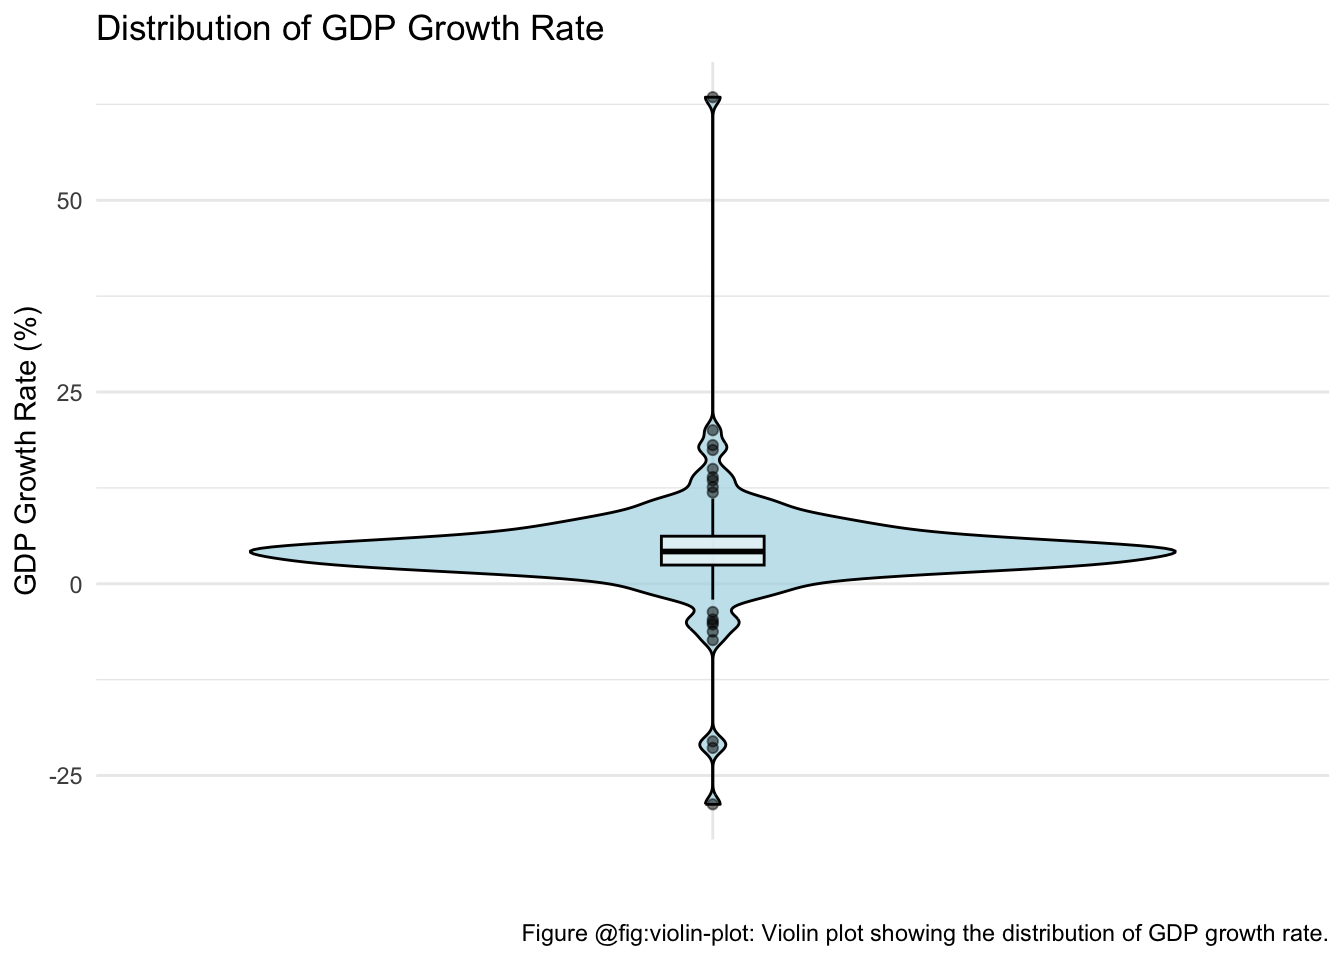 Distribution of GDP Growth Rate
GDP Growth Rate (%)
50
25
0
-25
Figure @fig:violin-plot: Violin plot showing the distribution of GDP growth rate.